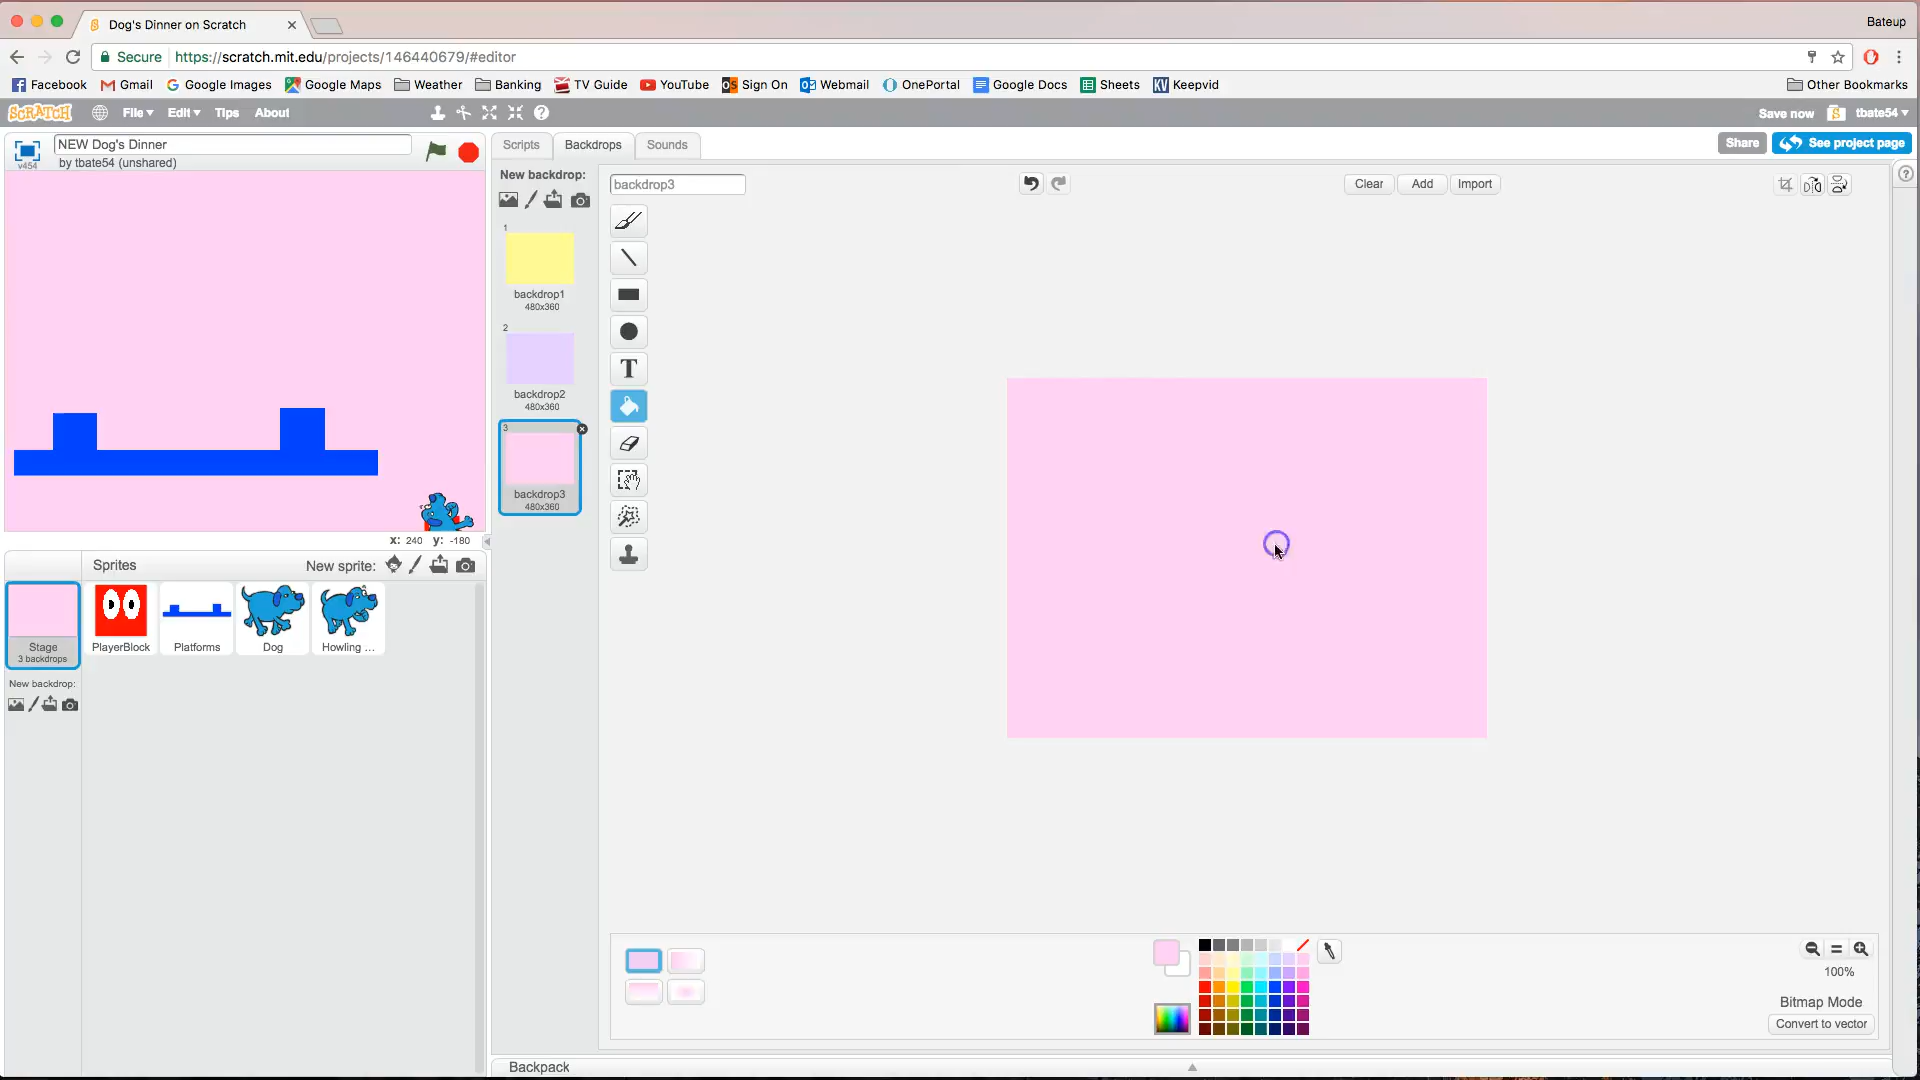 Dog's Dinner on Scratch
Bateup
Secure https://scratch.mit.edu/projects/146440679/#editor
Facebook Gmail Google Images Google Maps Weather Banking TV Guide YouTube Sign On Webmail OnePortal Google Docs Sheets Keepvid Other Bookmarks
SCRATCH File Edit Tips About Save now tbate54
v454
NEW Dog's Dinner
by tbate54 (unshared)
Scripts Backdrops Sounds
Share See project page
New backdrop:
backdrop3 Clear Add Import
1
backdrop1
480x360
2
backdrop2
480x360
3
backdrop3
480x360
T
x: 240 y: -180
Sprites New sprite:
Stage
3 backdrops
PlayerBlock Platforms Dog Howling ...
New backdrop:
100%
Bitmap Mode
Convert to vector
Backpack